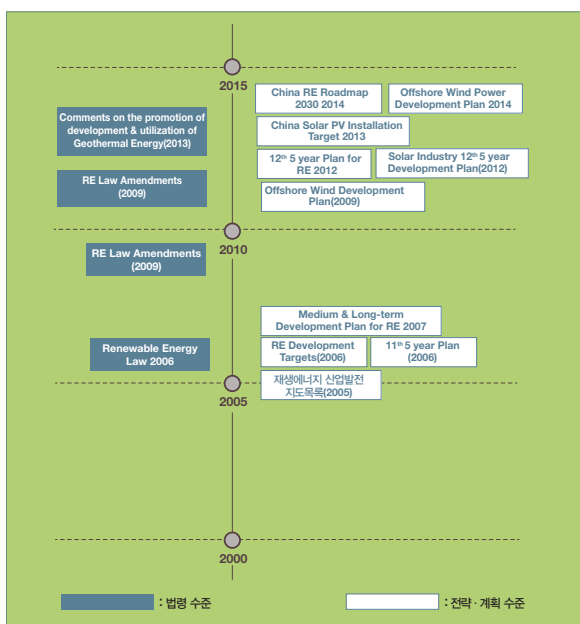 2015
China RE Roadmap
2030 2014
Offshore Wind Power
Development Plan 2014
Comments on the promotion of
development & utilization of
Geothermal Energy(2013)
China Solar PV Installation
Target 2013
12th 5 year Plan for
RE 2012
Solar Industry 12th 5 year
Development Plan(2012)
RE Law Amendments
(2009)
Offshore Wind Development
Plan(2009)
2010
RE Law Amendments
(2009)
Medium & Long-term
Development Plan for RE 2007
Renewable Energy
Law 2006
RE Development
Targets(2006)
11th 5 year Plan
(2006)
재생에너지 산업발전
지도목록(2005)
2005
2000
: 법령 수준
: 전략 · 계획 수준